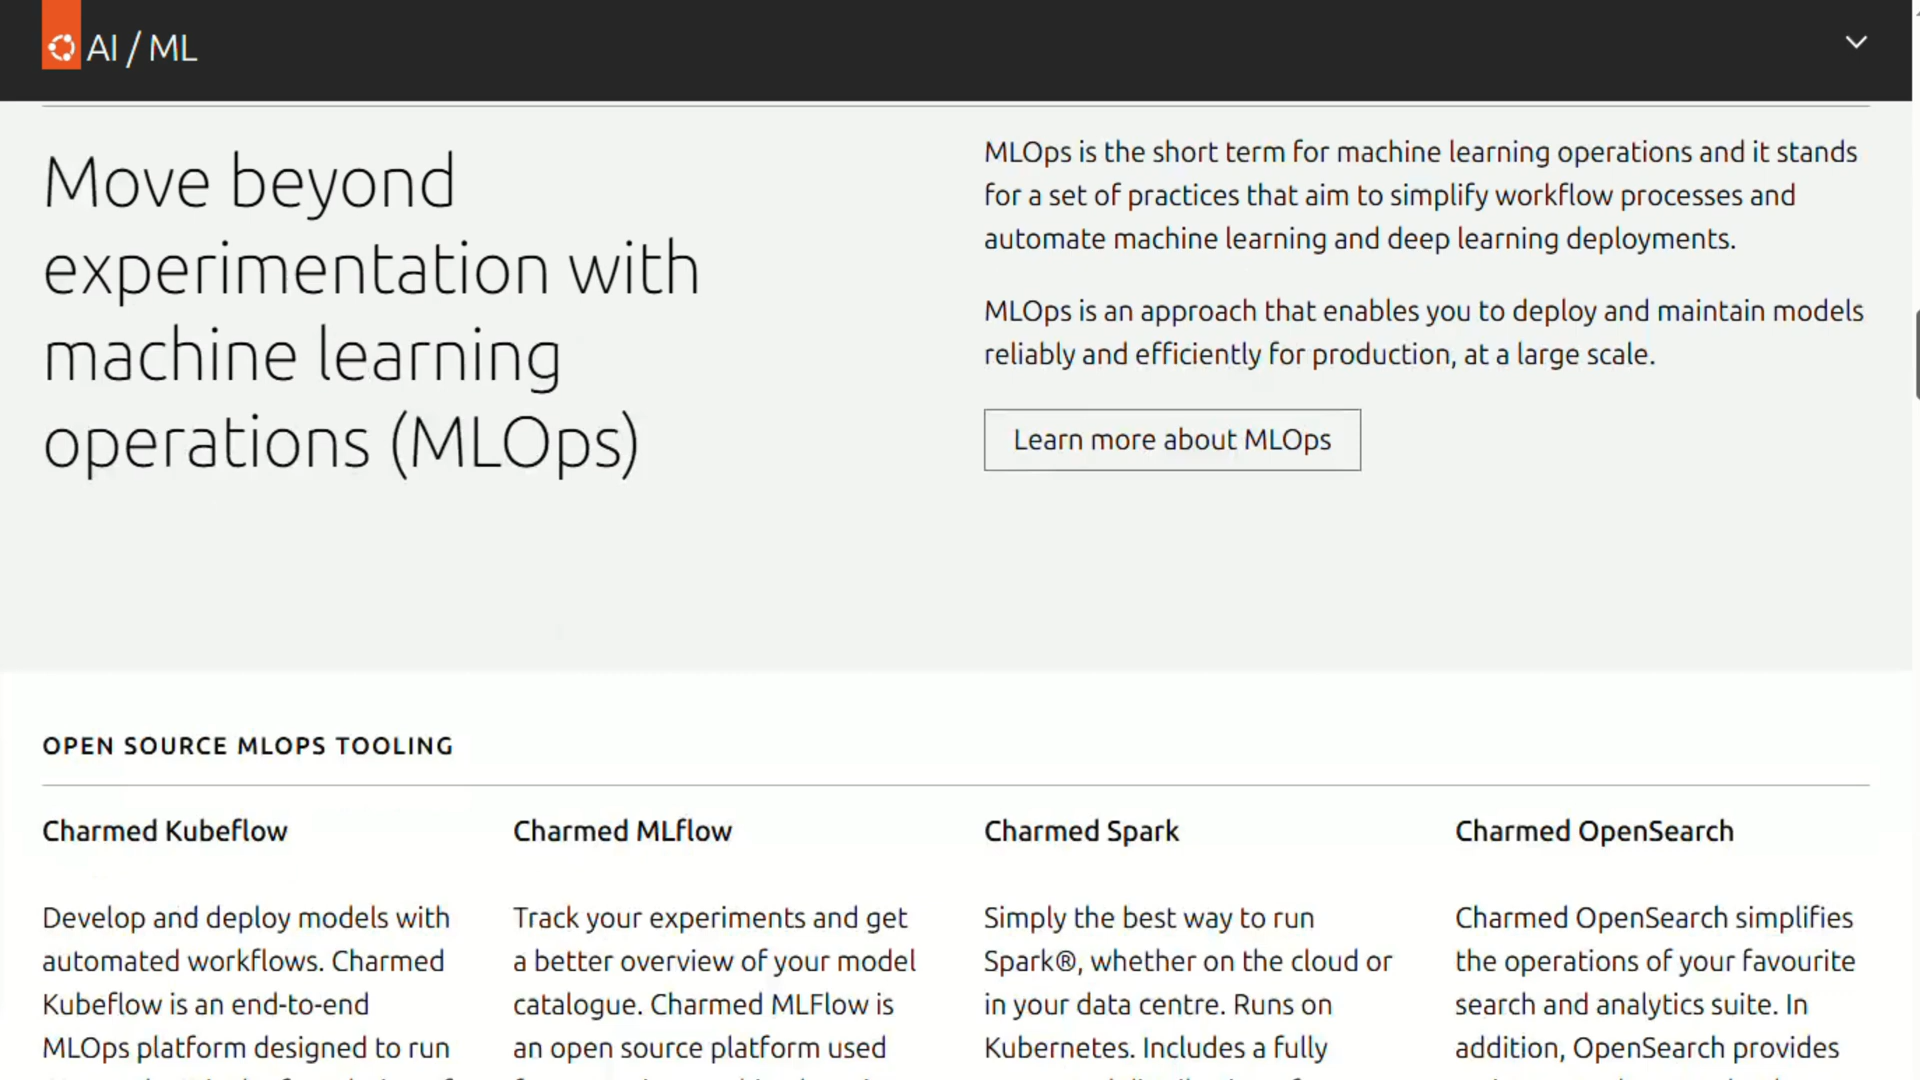 AI / ML
Move beyond
experimentation with
machine learning
operations (MLOps)
MLOps is the short term for machine learning operations and it stands
for a set of practices that aim to simplify workflow processes and
automate machine learning and deep learning deployments.
MLOps is an approach that enables you to deploy and maintain models
reliably and efficiently for production, at a large scale.
Learn more about MLOps
OPEN SOURCE MLOPS TOOLING
Charmed Kubeflow
Develop and deploy models with
automated workflows. Charmed
Kubeflow is an end-to-end
MLOps platform designed to run
Charmed MLflow
Track your experiments and get
a better overview of your model
catalogue. Charmed MLFlow is
an open source platform used
Charmed Spark
Simply the best way to run
Spark®, whether on the cloud or
in your data centre. Runs on
Kubernetes. Includes a fully
Charmed OpenSearch
Charmed OpenSearch simplifies
the operations of your favourite
search and analytics suite. In
addition, OpenSearch provides